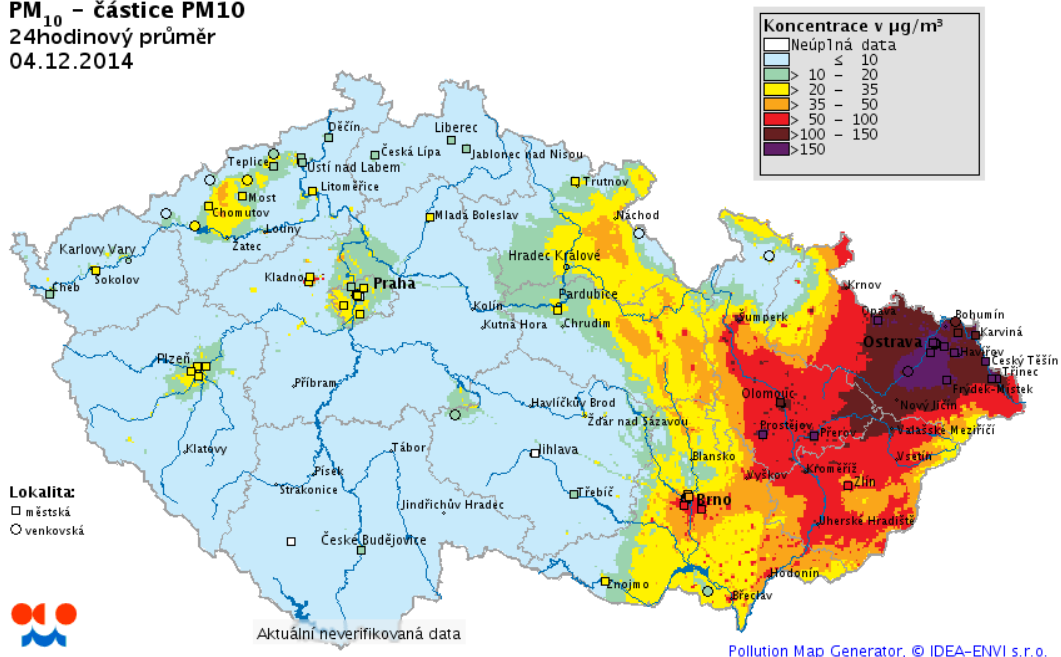 PM10 – částice PM10
24hodinový průměr
04.12.2014
Koncentrace v µg/m³
Neúplná data
≤ 10
> 10 – 20
> 20 – 35
> 35 – 50
> 50 – 100
>100 – 150
>150
Děčín
Liberec
Česká Lípa
Jablonec nad Nisou
Teplice
Ústí nad Labem
Litoměřice
Trutnov
Most
Chomutov
Mladá Boleslav
Náchod
Louny
Žatec
Karlovy Vary
Hradec Králové
Sokolov
Kladno
Praha
Cheb
Krnov
Pardubice
Kolín
Opava
Bohumín
Šumperk
Kutná Hora
Chrudim
Karviná
Ostrava
Havířov
Plzeň
Český Těšín
Třinec
Příbram
Frýdek-Místek
Olomouc
Havlíčkův Brod
Nový Jičín
Žďár nad Sázavou
Prostějov
Přerov
Valašské Meziříčí
Klatovy
Tábor
Jihlava
Blansko
Vsetín
Písek
Vyškov
Kroměříž
Strakonice
Třebíč
Zlín
Lokalita:
městská
venkovská
Jindřichův Hradec
Brno
Uherské Hradiště
České Budějovice
Hodonín
Znojmo
Břeclav
Aktuální neverifikovaná data
Pollution Map Generator, © IDEA-ENVI s.r.o.